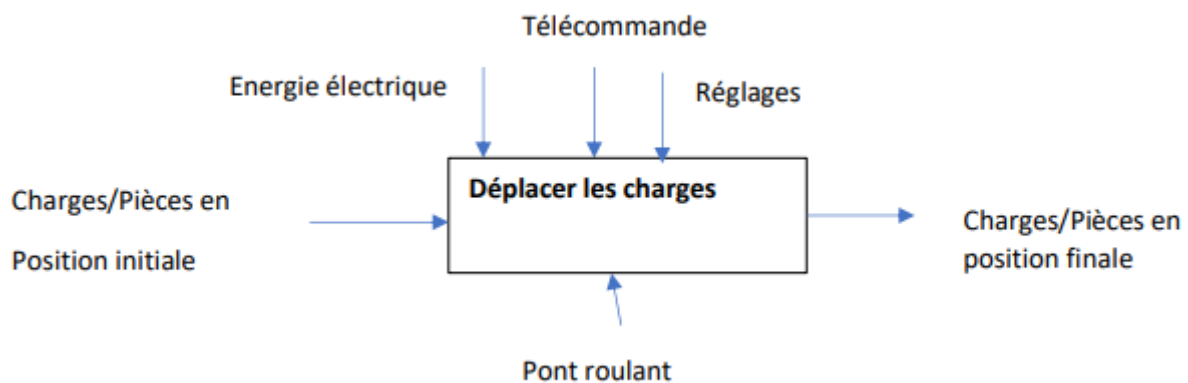 Télécommande
Energie électrique
Réglages
Déplacer les charges
Charges/Pièces en
Position initiale
Charges/Pièces en
position finale
Pont roulant